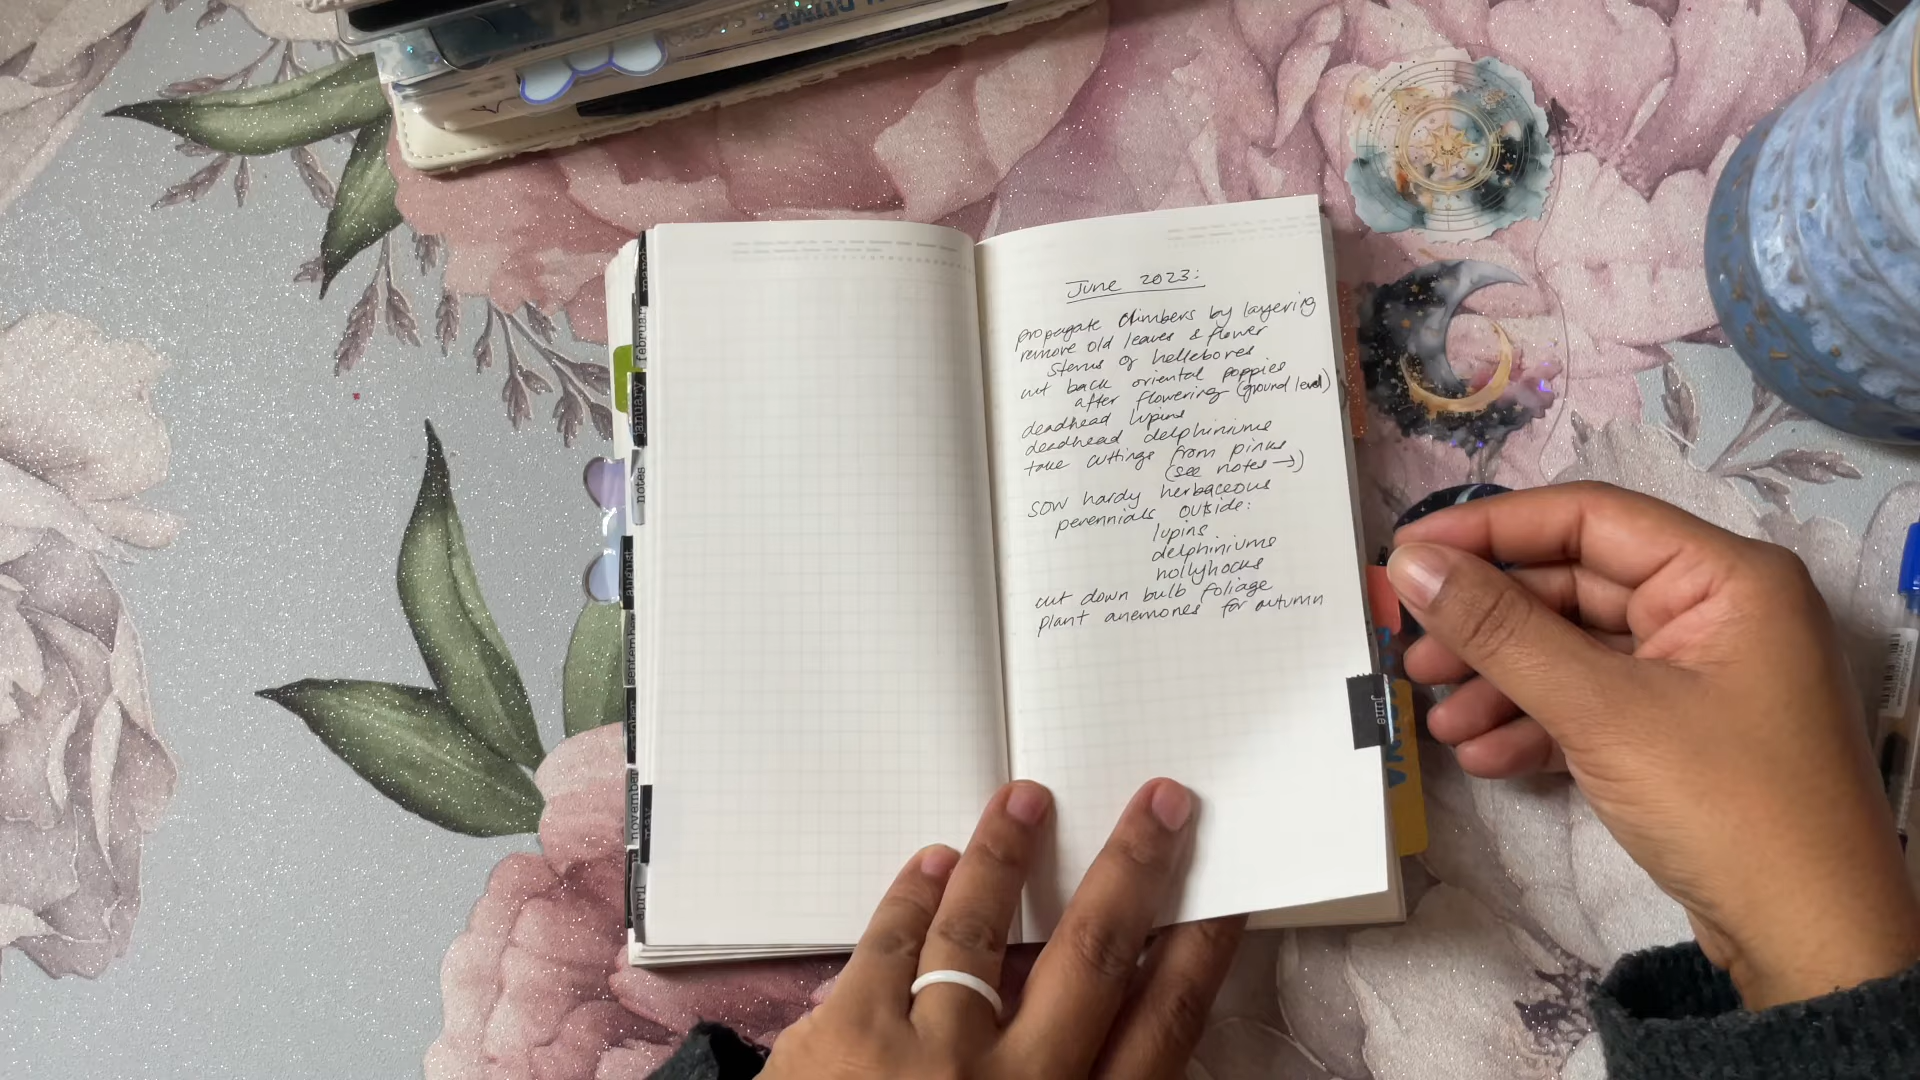 June 2023:
propagate climbers by layering
remove old leaves & flower
stems of hellebores
cut back oriental poppies
after flowering (ground level)
deadhead lupins
deadhead delphiniums
take cuttings from pinks
(see notes →)
sow hardy herbaceous
perennials outside:
lupins
delphiniums
hollyhocks
cut down bulb foliage
plant anemones for autumn
march
february
january
notes
august
september
october
november
may
april
june